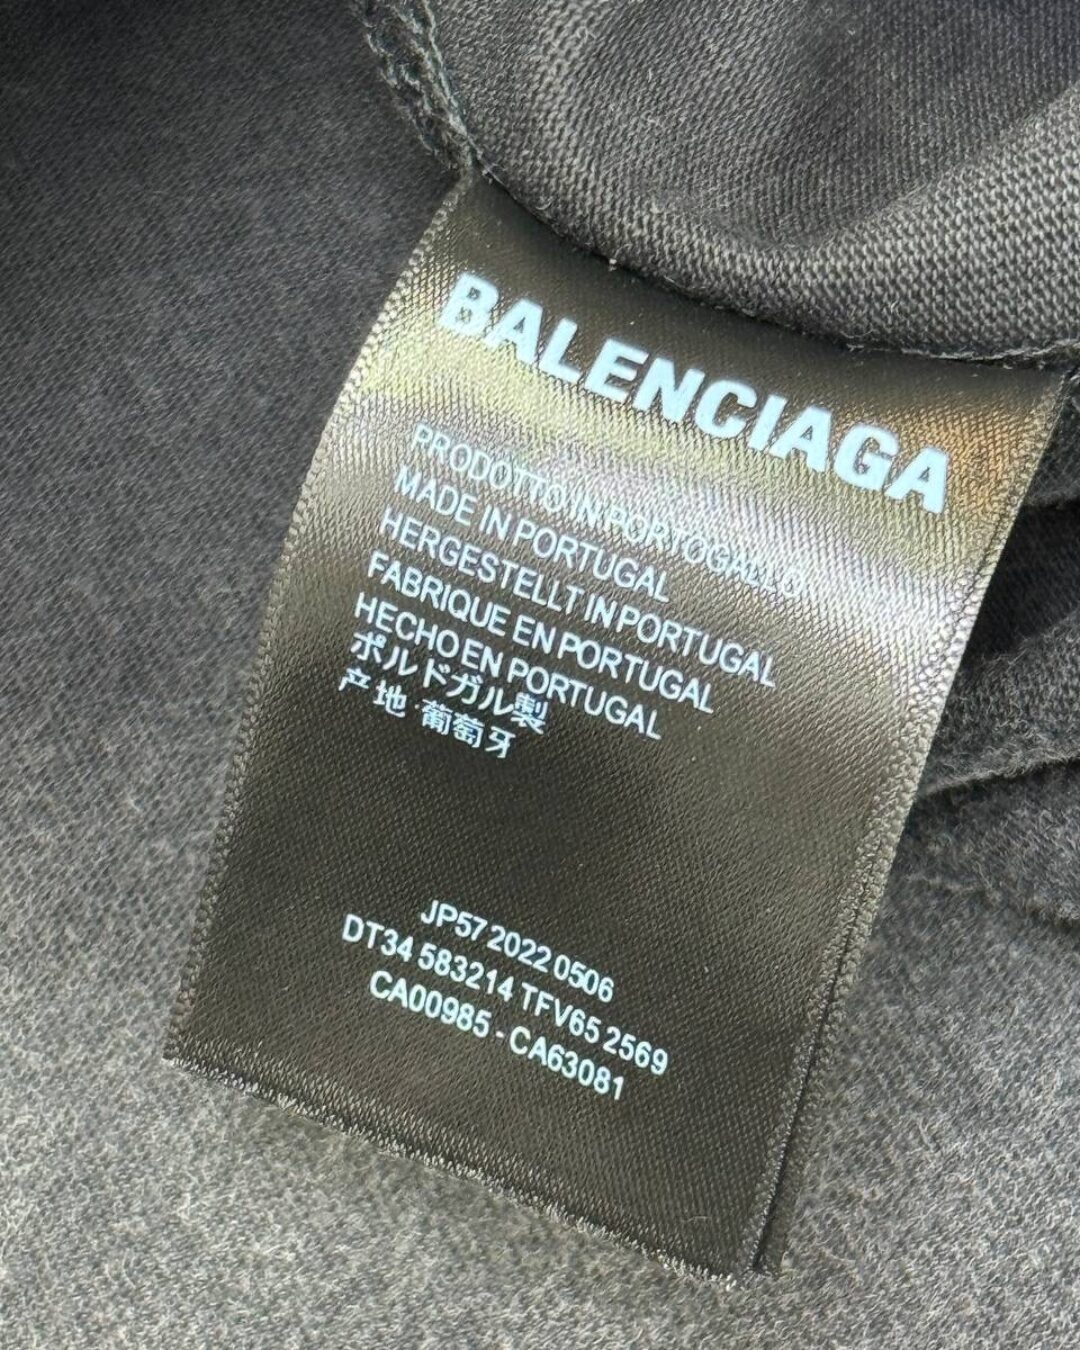 BALENCIAGA
PRODOTTO IN PORTOGALLO
MADE IN PORTUGAL
HERGESTELLT IN PORTUGAL
FABRIQUE EN PORTUGAL
HECHO EN PORTUGAL
ポルドガル製
产地 葡萄牙
JP57 2022 0506
DT34 583214 TFV65 2569
CA00985 - CA63081